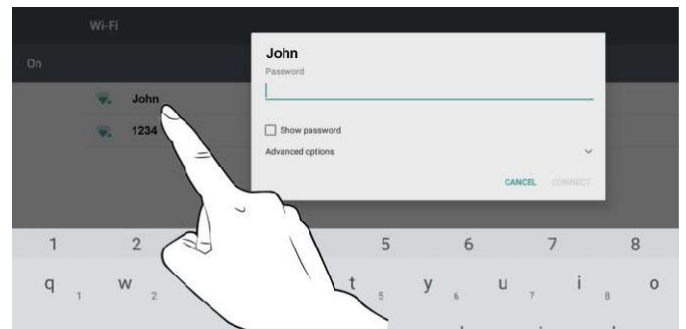 Wi-Fi
John
Password
On
John
1234
Show password
Advanced options
CANCEL CONNECT
1 2 5 6 7 8
q 1 w 2 t 5 y 6 u 7 i 8 o